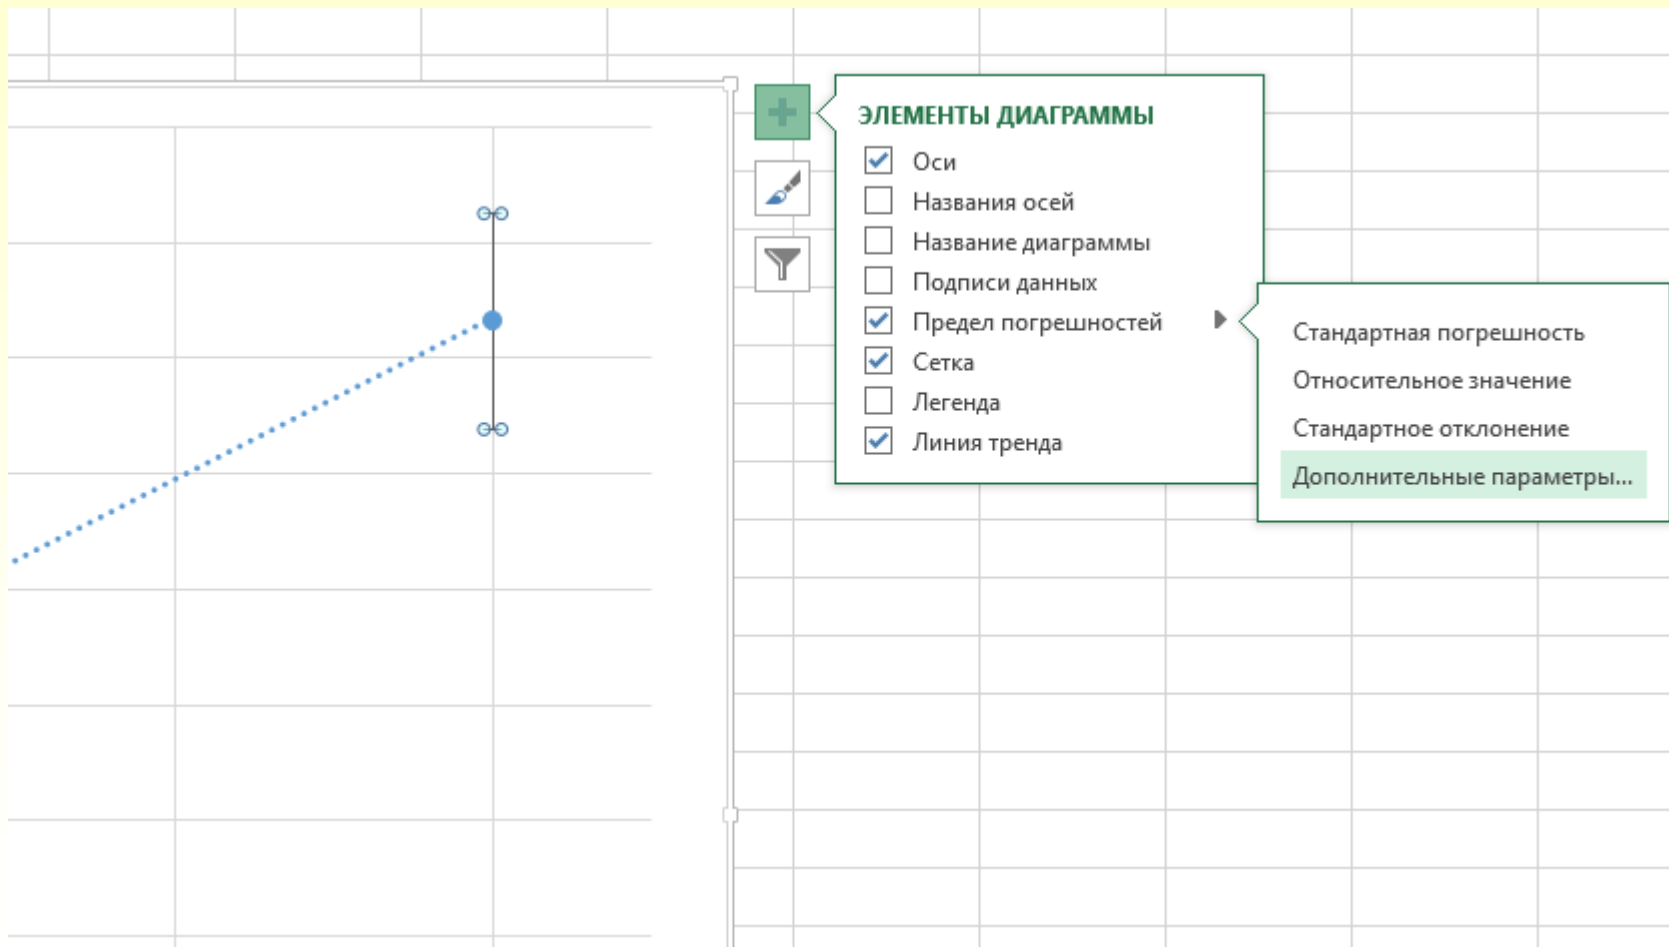 ЭЛЕМЕНТЫ ДИАГРАММЫ
Оси
Названия осей
Название диаграммы
Подписи данных
Предел погрешностей
Сетка
Легенда
Линия тренда
Стандартная погрешность
Относительное значение
Стандартное отклонение
Дополнительные параметры...